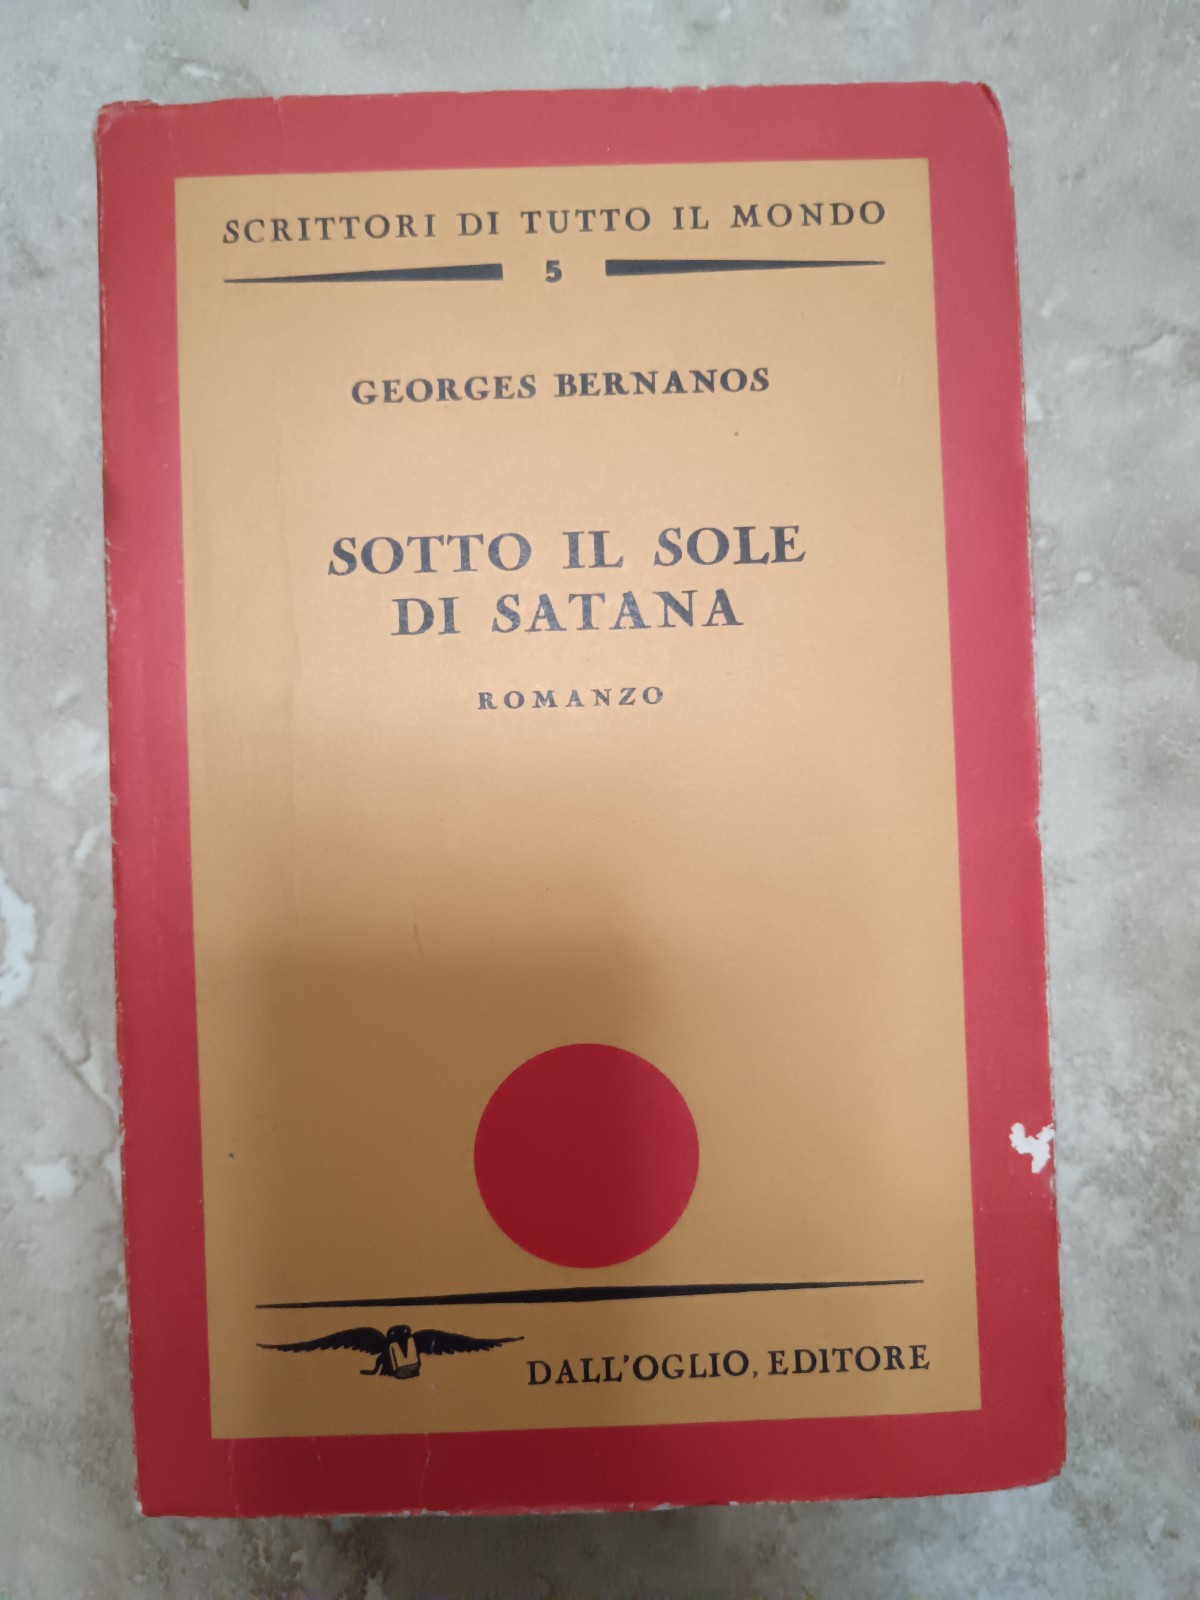 SCRITTORI DI TUTTO IL MONDO
5
GEORGES BERNANOS
SOTTO IL SOLE
DI SATANA
ROMANZO
DALL'OGLIO, EDITORE